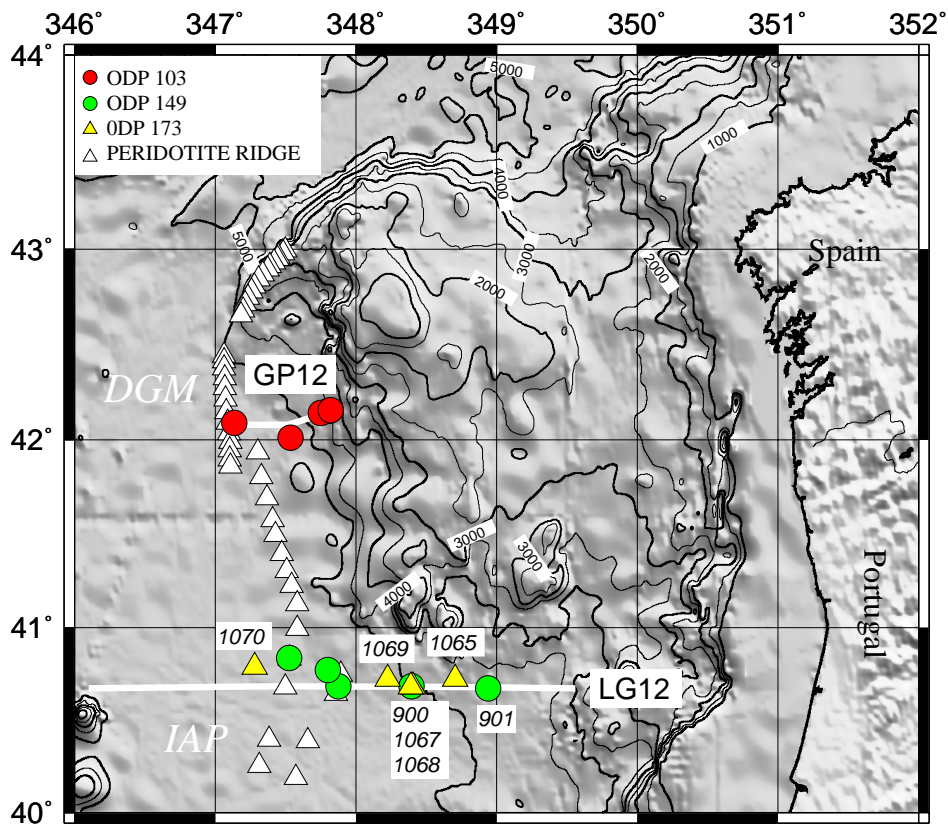 346˚ 347˚ 348˚ 349˚ 350˚ 351˚ 352˚
44˚
ODP 103
ODP 149
0DP 173
PERIDOTITE RIDGE
5000
1000
4000
43˚
5000
3000
2000
2000
Spain
GP12
DGM
42˚
3000
3000
4000
Portugal
41˚
1070
1069
1065
LG12
IAP
900
1067
1068
901
40˚